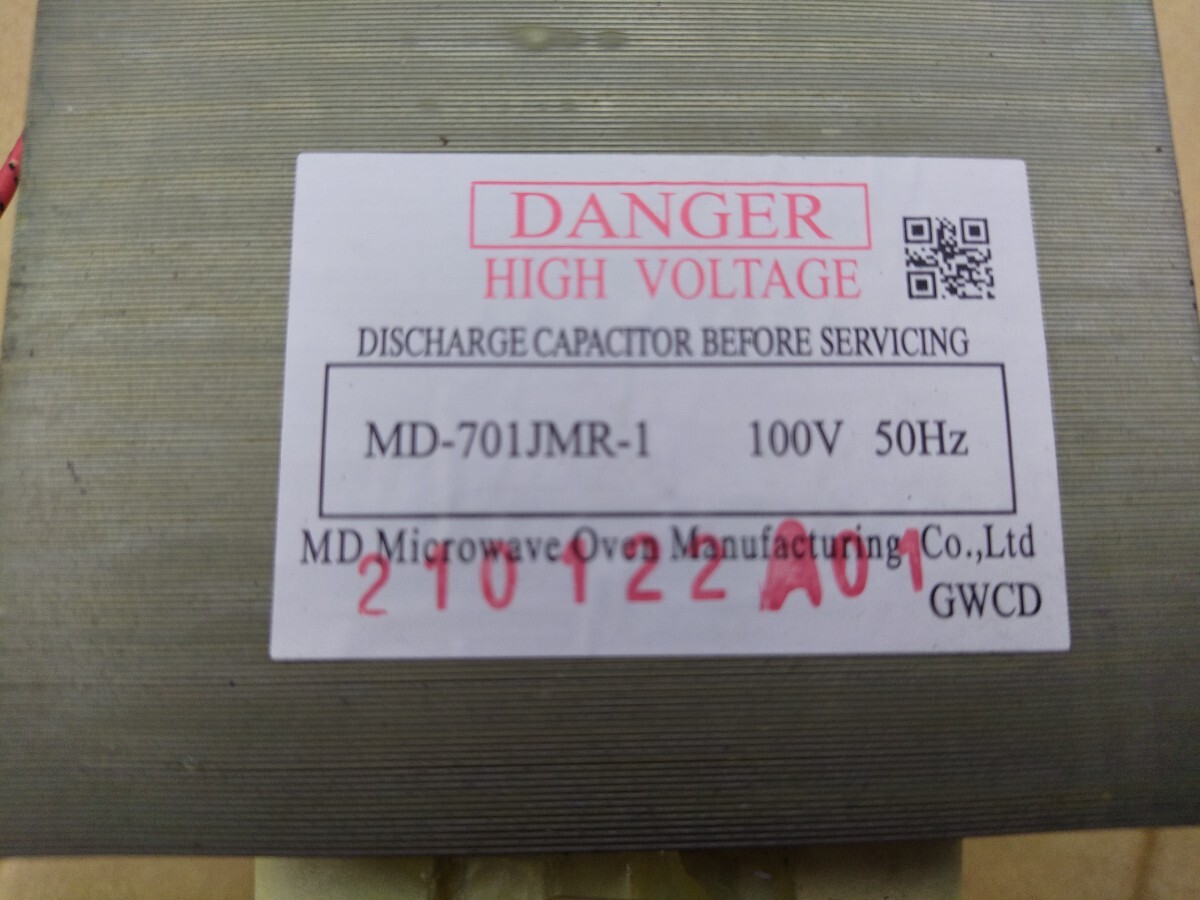 DANGER
HIGH VOLTAGE
DISCHARGE CAPACITOR BEFORE SERVICING
MD-701JMR-1 100V 50Hz
MD Microwave Oven Manufacturing Co.,Ltd
210122A01
GWCD